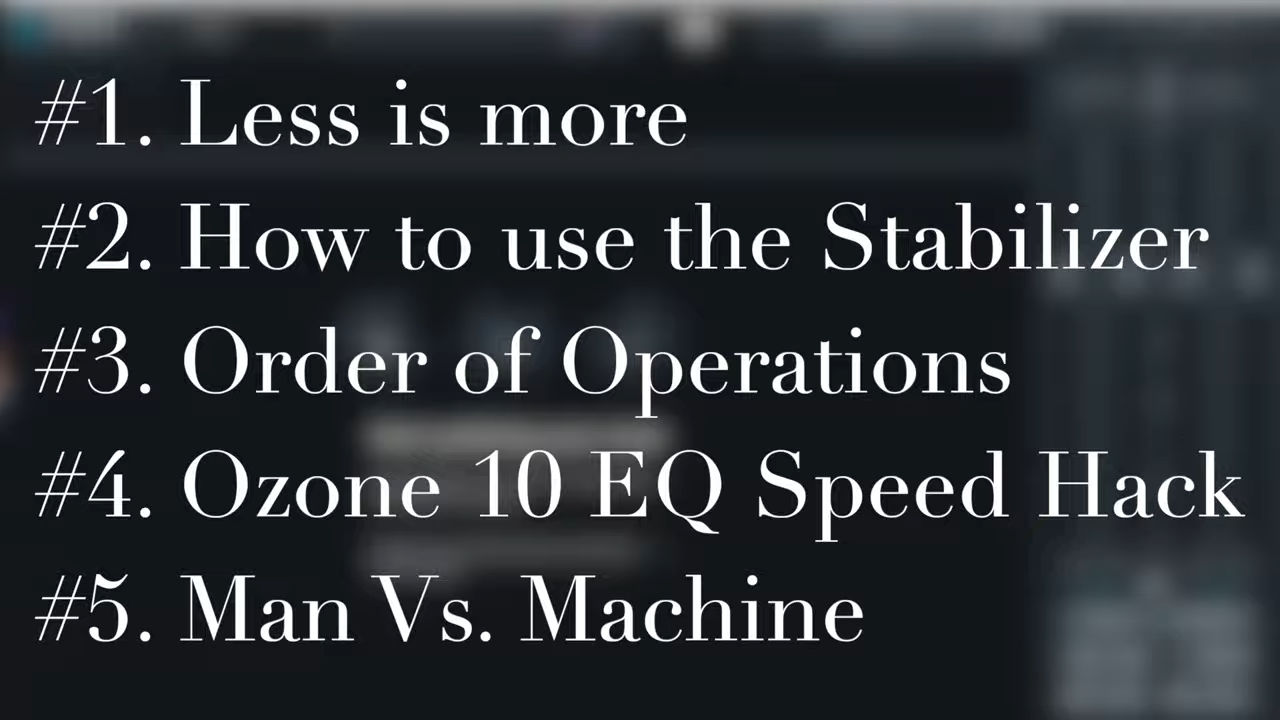 #1. Less is more
#2. How to use the Stabilizer
#3. Order of Operations
#4. Ozone 10 EQ Speed Hack
#5. Man Vs. Machine